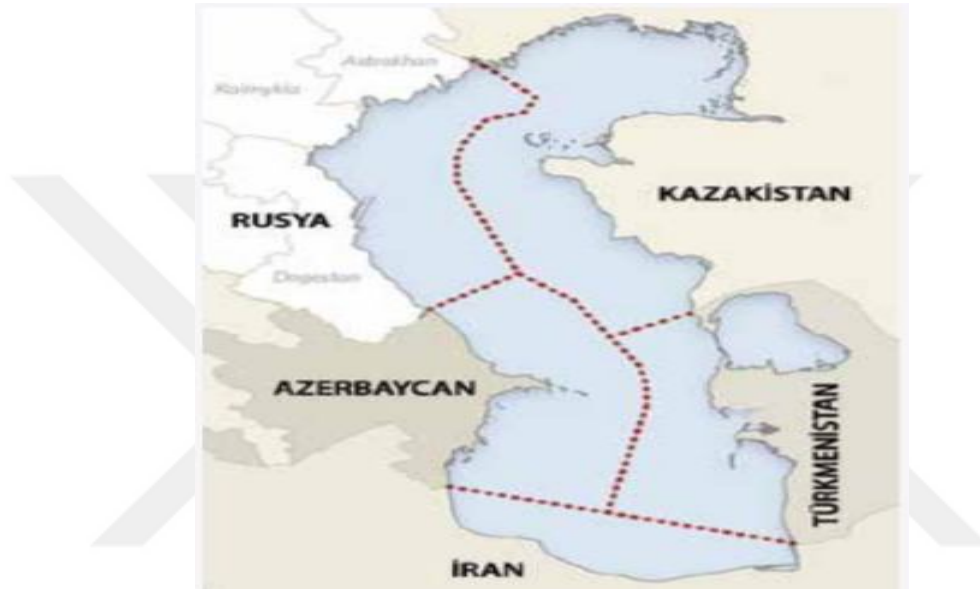 Astrakhan
Kalmykia
KAZAKİSTAN
RUSYA
Dagestan
AZERBAYCAN
TÜRKMENİSTAN
İRAN